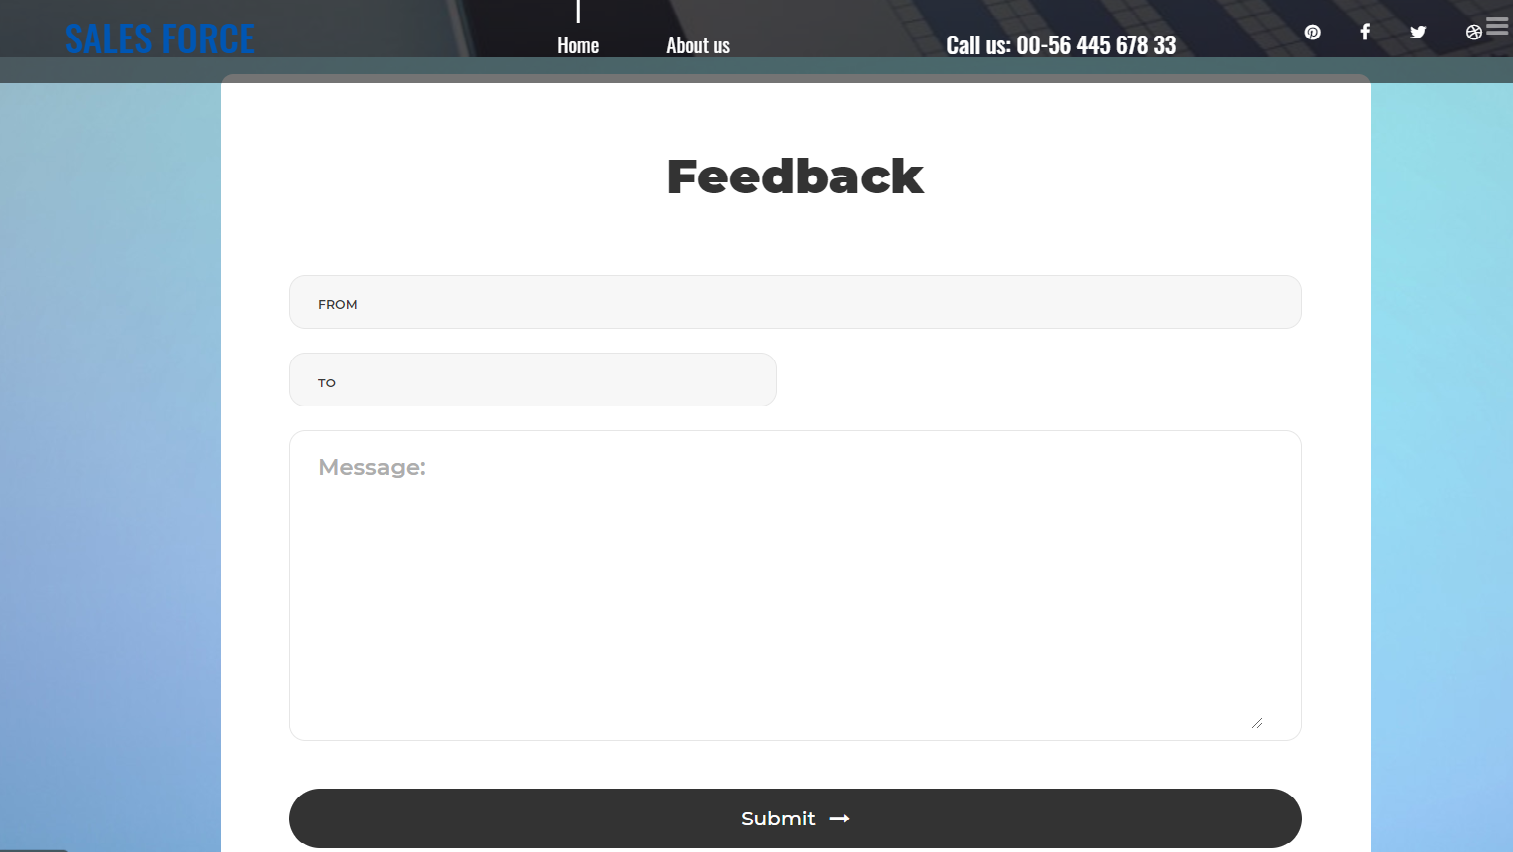 SALES FORCE
Home
About us
Call us: 00-56 445 678 33
Feedback
FROM
TO
Message:
Submit